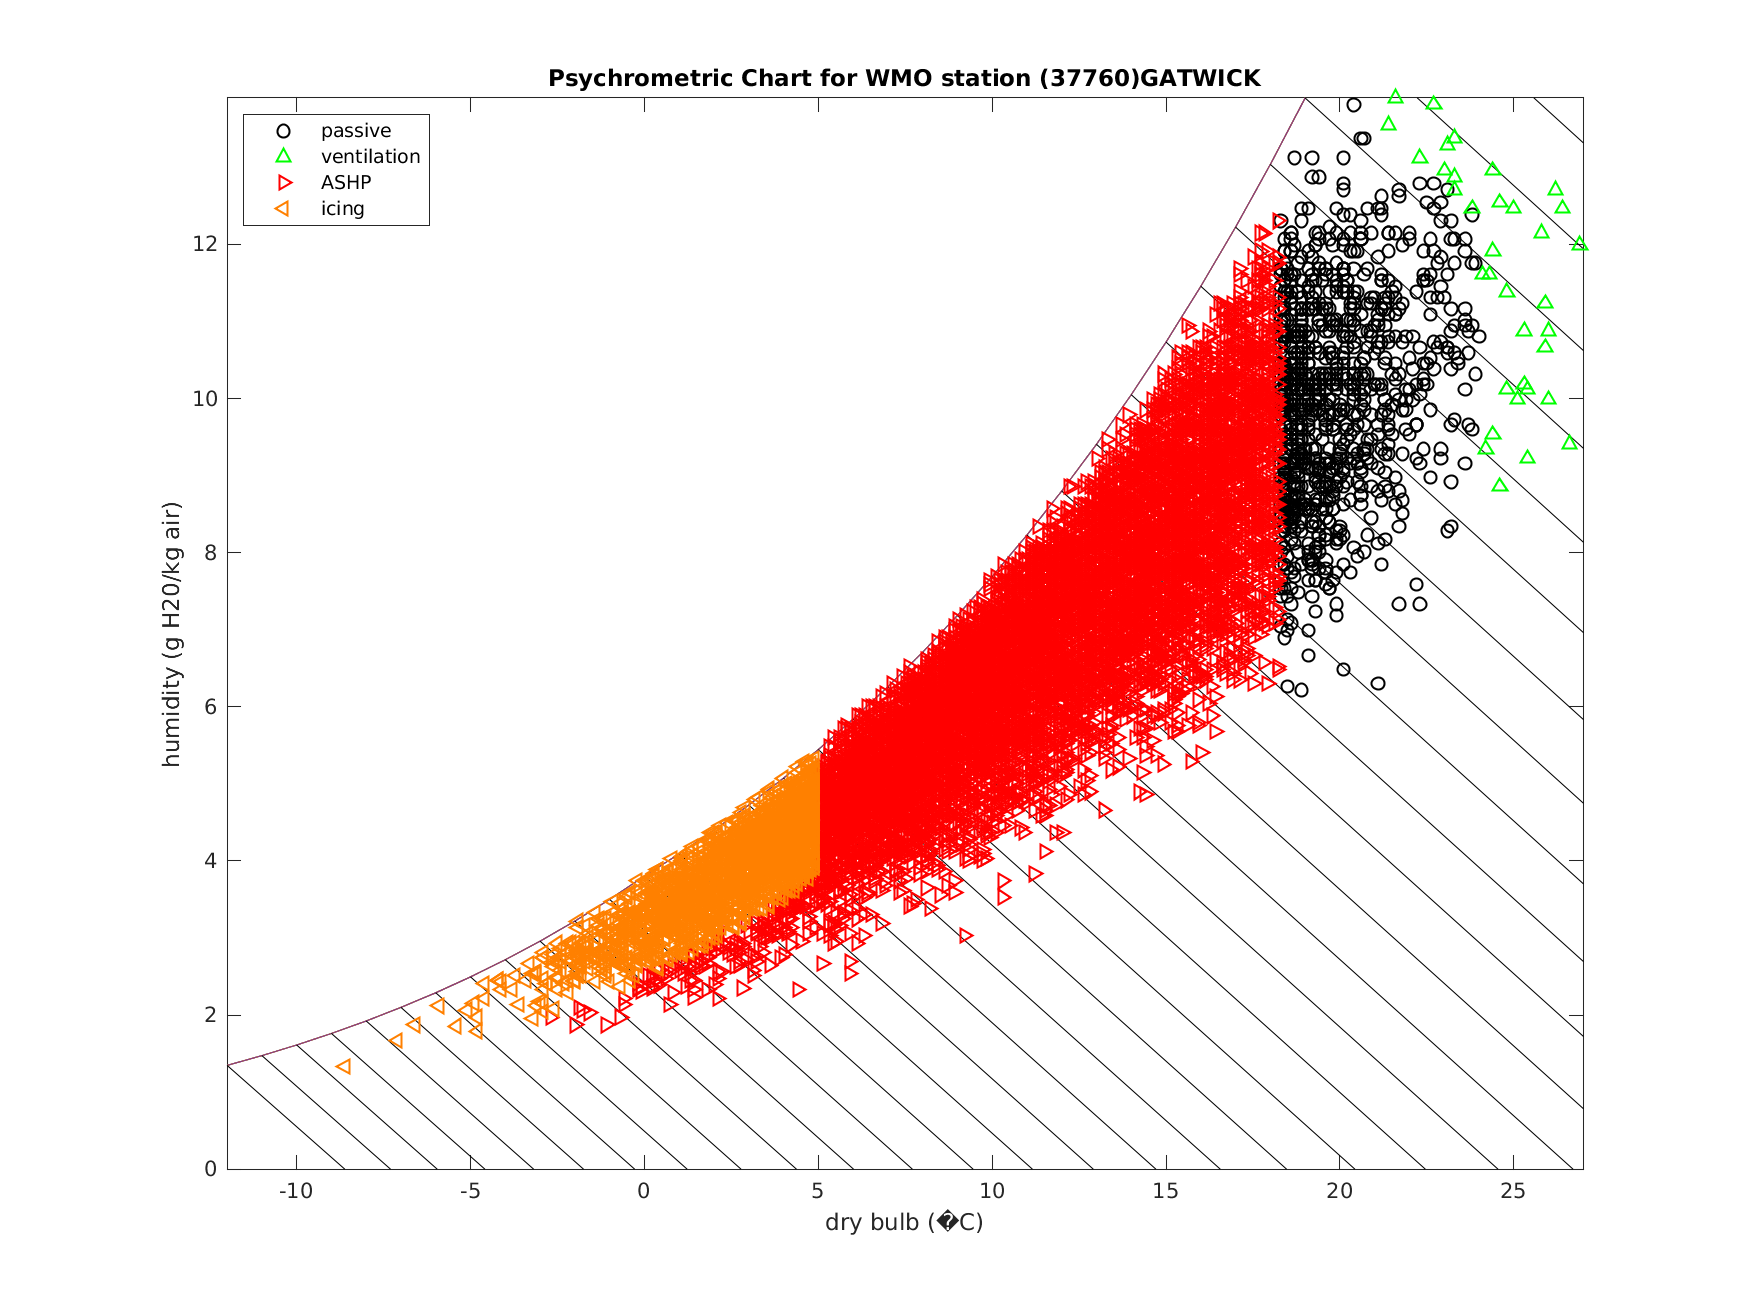 Psychrometric Chart for WMO station (37760)GATWICK
passive
ventilation
ASHP
icing
humidity (g H20/kg air)
12
10
8
6
4
2
0
-10 -5 0 5 10 15 20 25
dry bulb (�C)